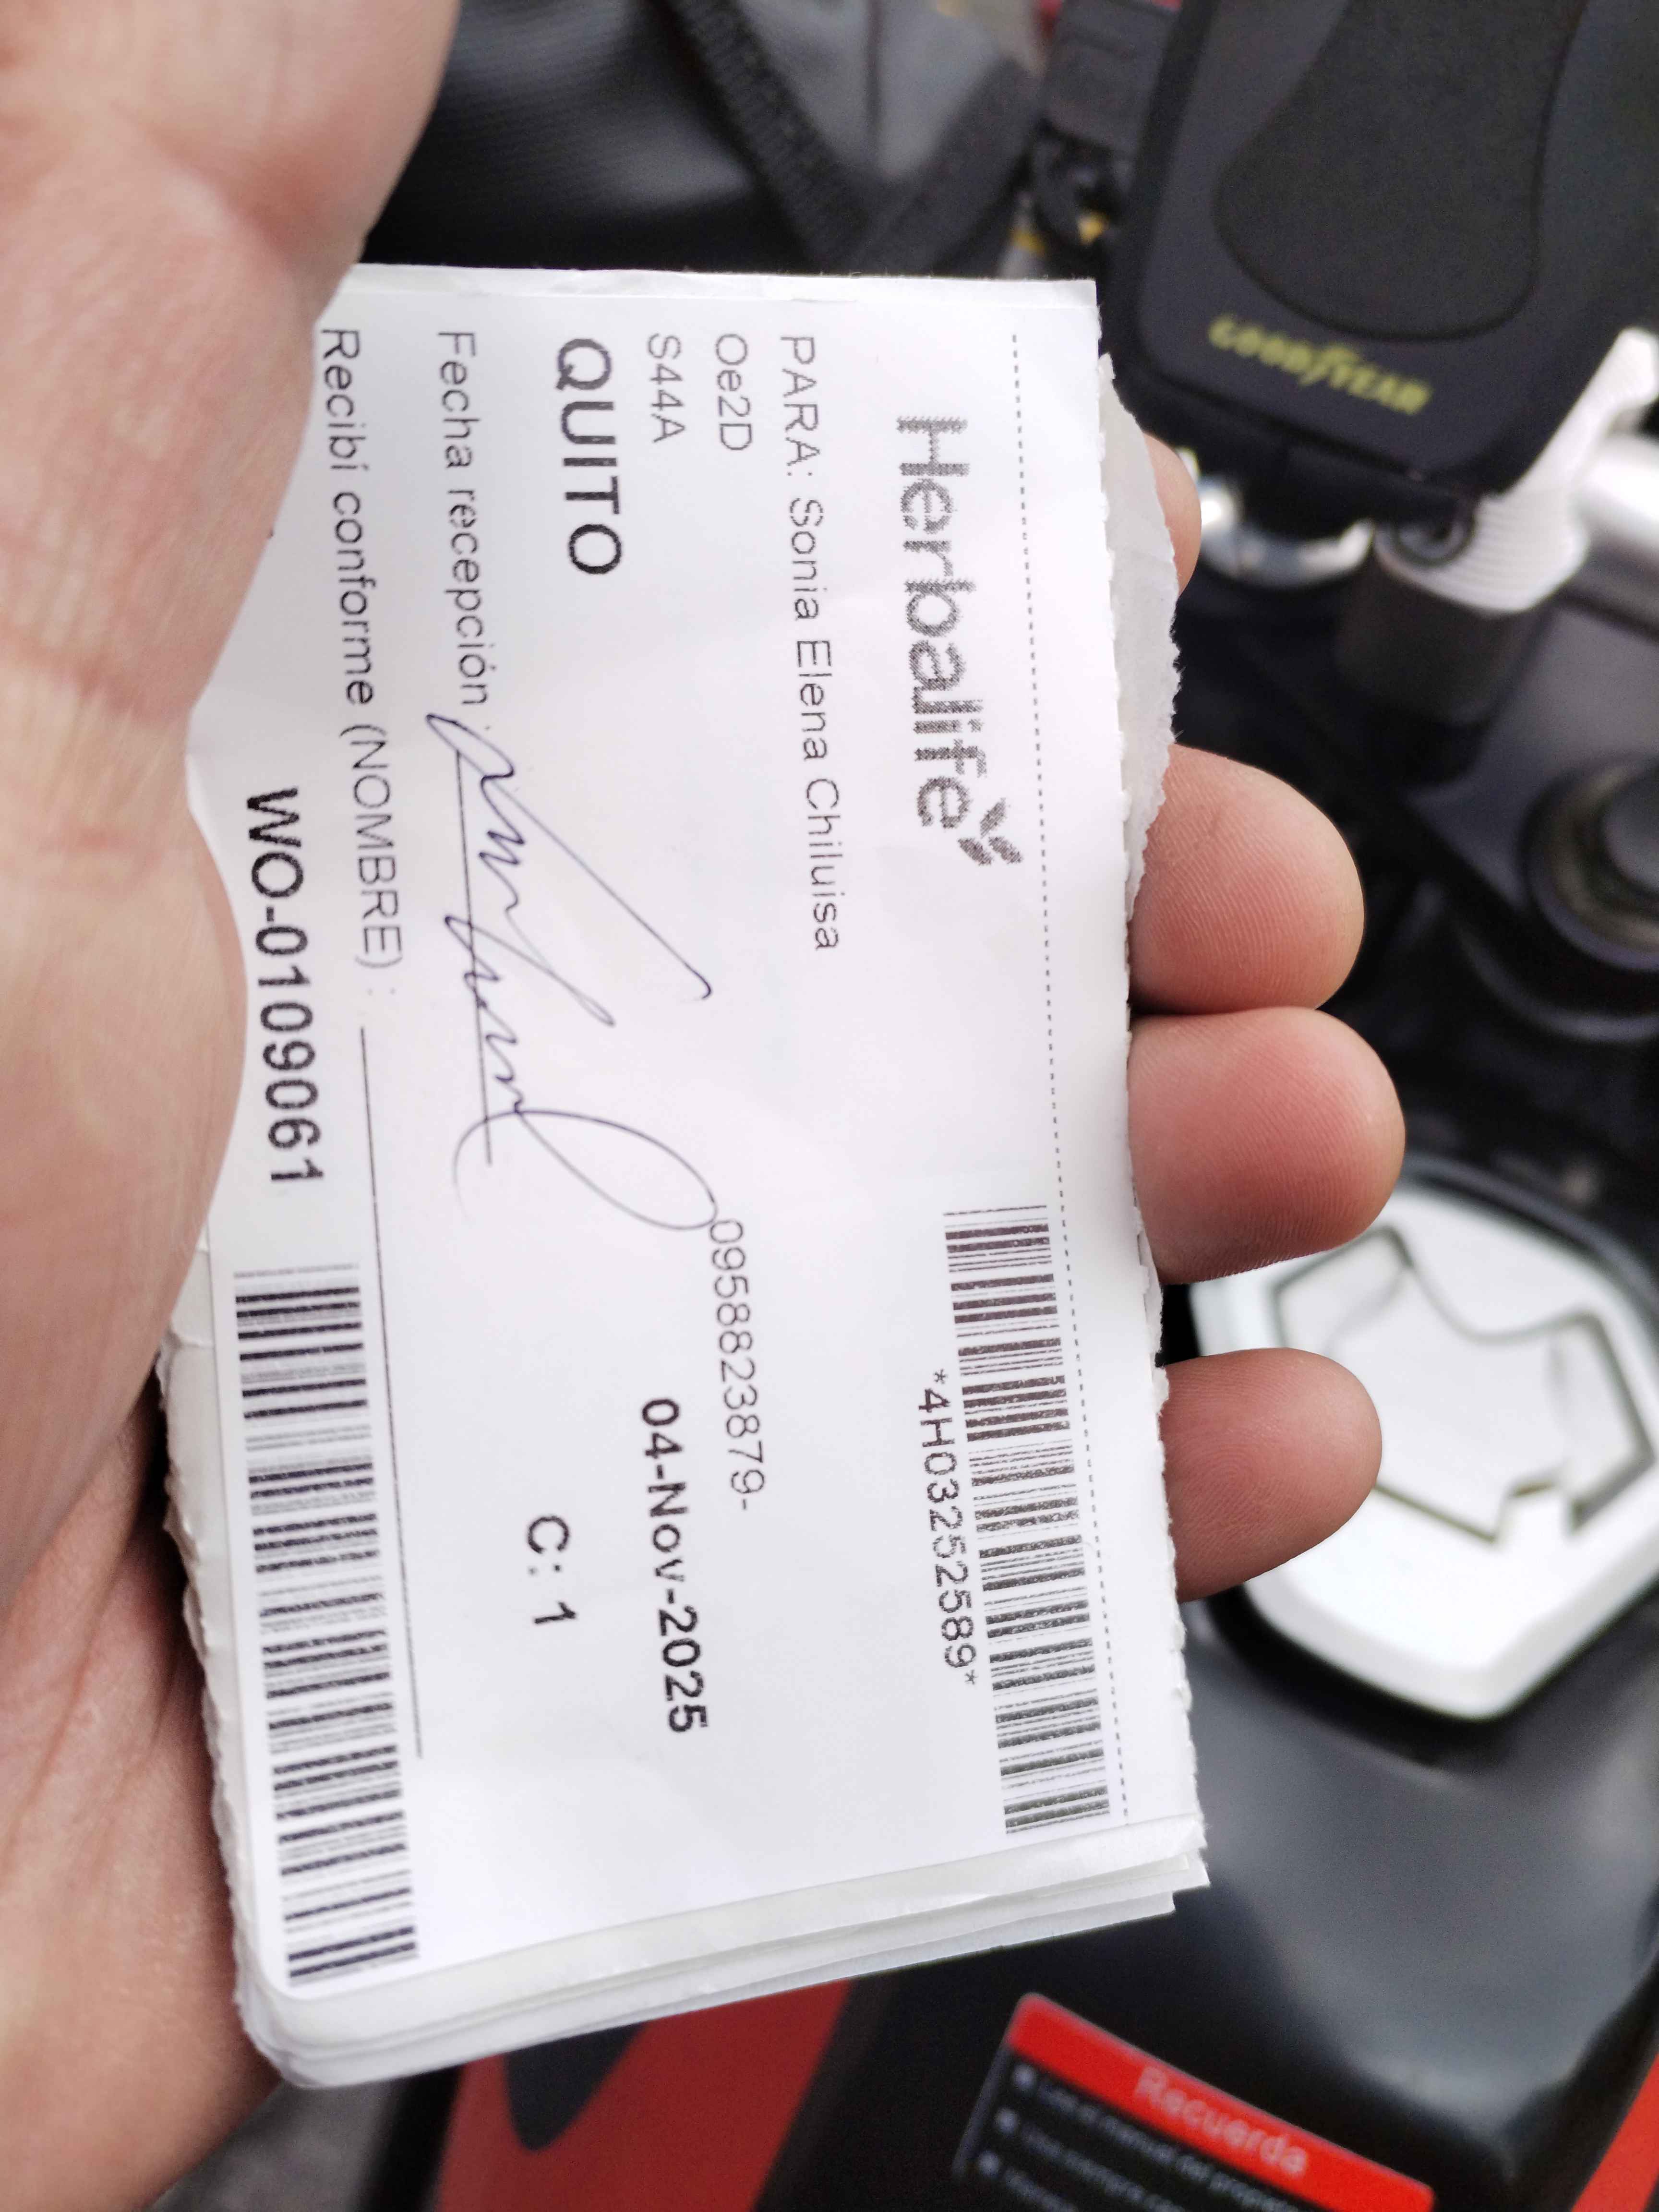 Herbalife
*4H03252589*
PARA: Sonia Elena Chiluisa
Oe2D
0958823879-
S44A
04-Nov-2025
QUITO
C: 1
Fecha recepción :
Recibí conforme (NOMBRE) :
WO-0109061
GOODYEAR
Recuerda